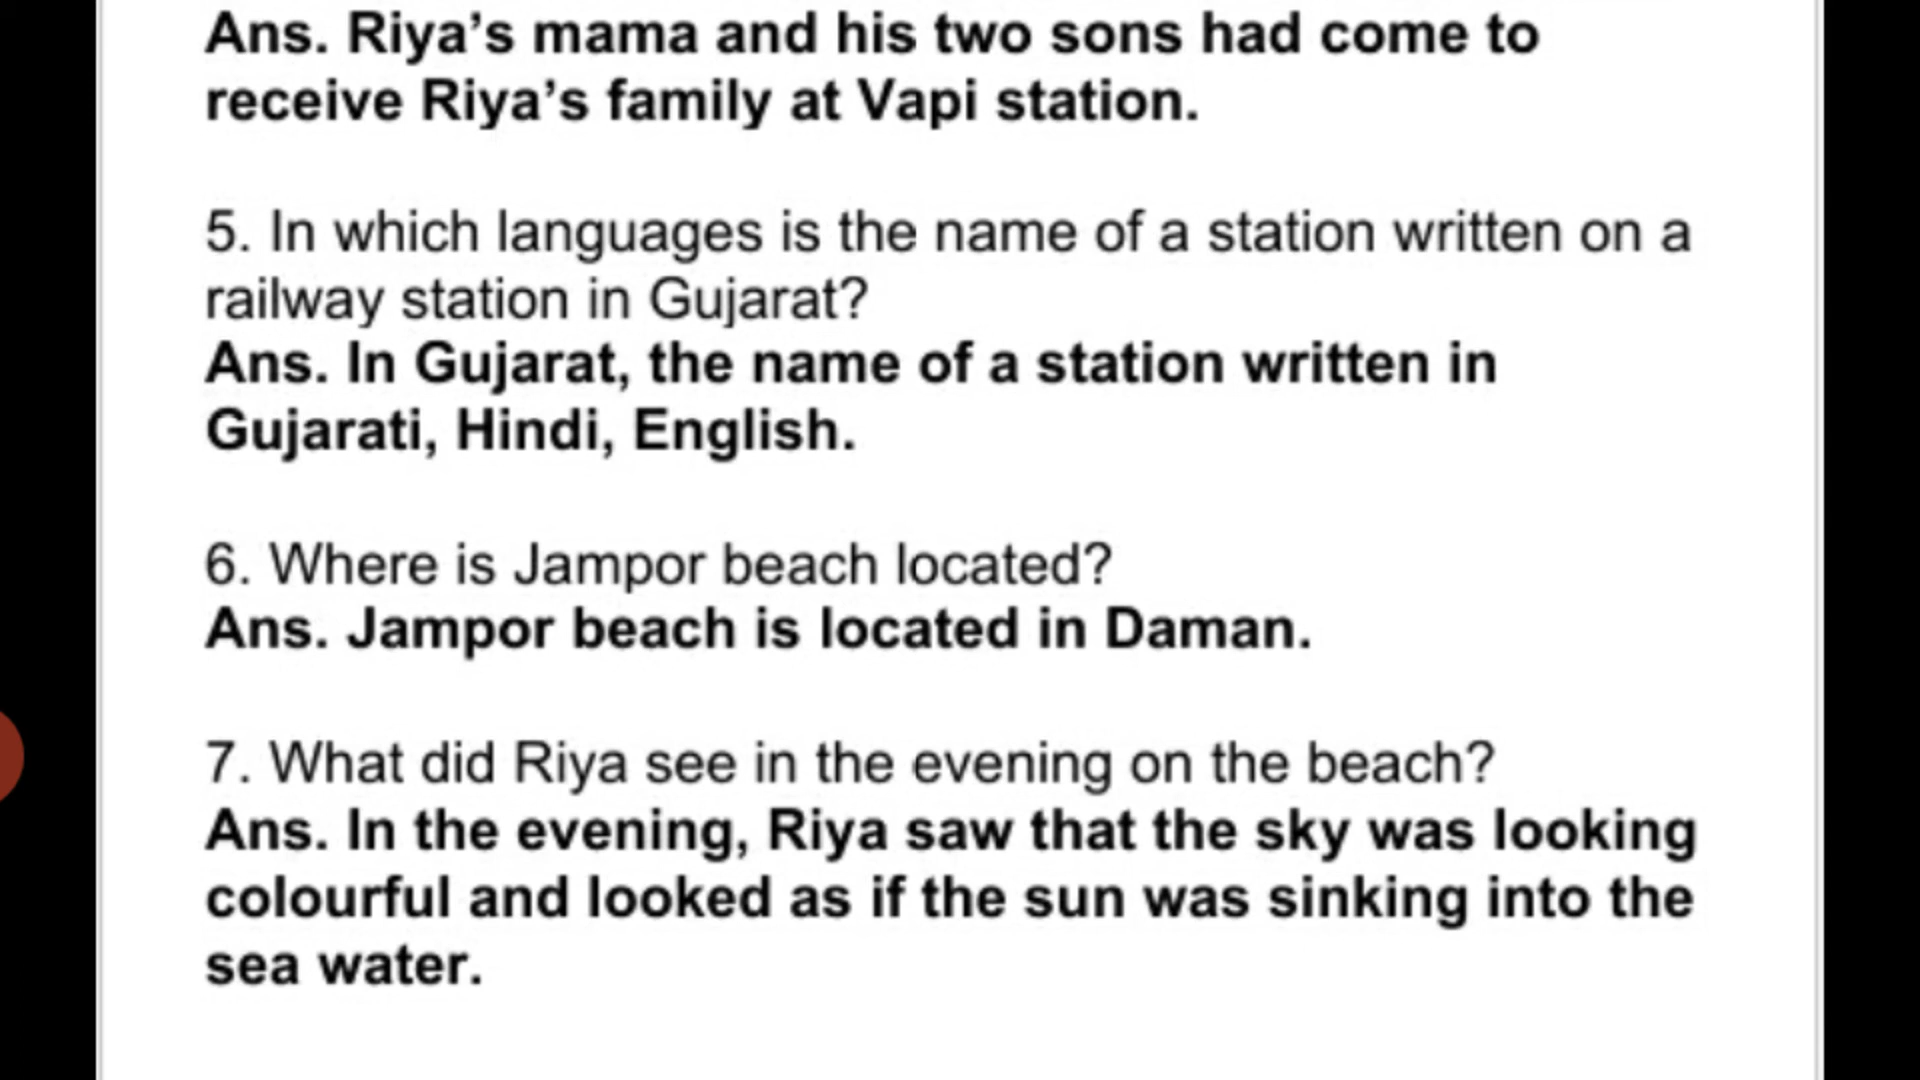 Ans. Riya’s mama and his two sons had come to
receive Riya’s family at Vapi station.
5. In which languages is the name of a station written on a
railway station in Gujarat?
Ans. In Gujarat, the name of a station written in
Gujarati, Hindi, English.
6. Where is Jampor beach located?
Ans. Jampor beach is located in Daman.
7. What did Riya see in the evening on the beach?
Ans. In the evening, Riya saw that the sky was looking
colourful and looked as if the sun was sinking into the
sea water.